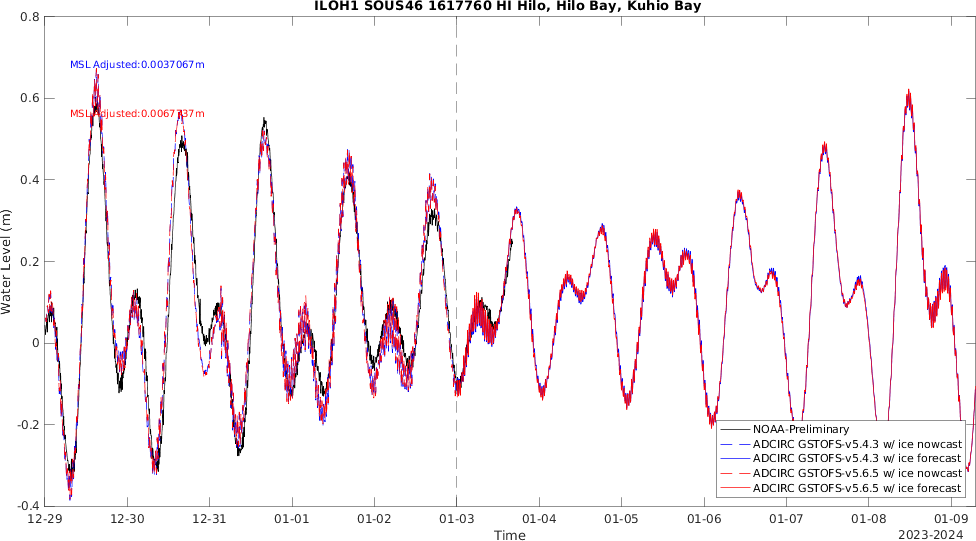 ILOH1 SOUS46 1617760 HI Hilo, Hilo Bay, Kuhio Bay
0.8
MSL Adjusted:0.0037067m
0.6
MSL Adjusted:0.0067737m
0.4
Water Level (m)
0.2
0
-0.2
NOAA-Preliminary
ADCIRC GSTOFS-v5.4.3 w/ ice nowcast
ADCIRC GSTOFS-v5.4.3 w/ ice forecast
ADCIRC GSTOFS-v5.6.5 w/ ice nowcast
ADCIRC GSTOFS-v5.6.5 w/ ice forecast
-0.4
12-29 12-30 12-31 01-01 01-02 01-03 01-04 01-05 01-06 01-07 01-08 01-09
Time
2023-2024